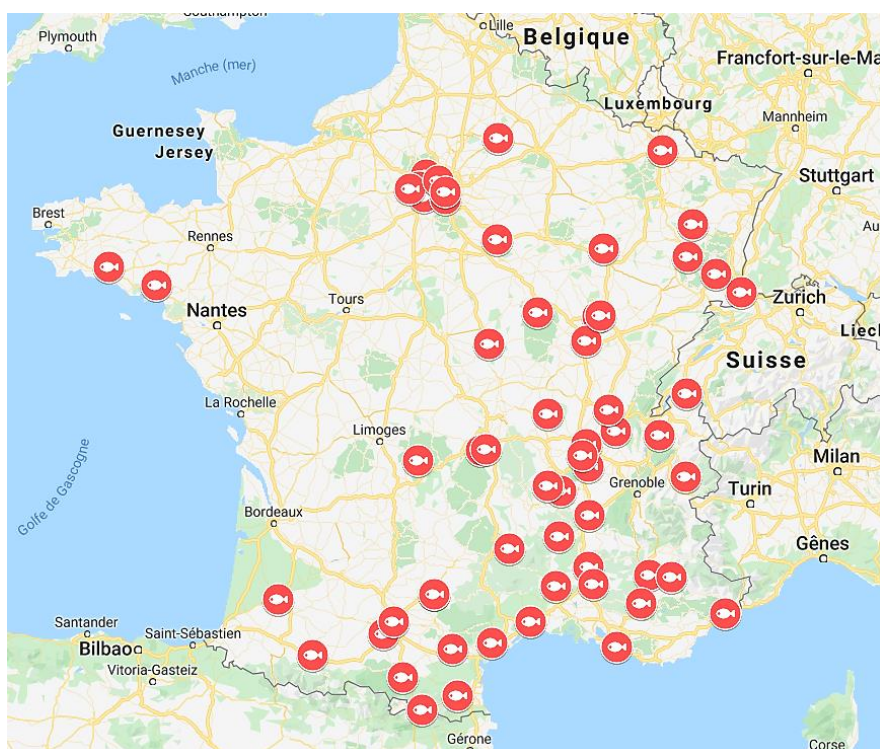 Southampton
Plymouth
Lille
Belgique
Francfort-sur-le-Ma
Manche (mer)
Luxembourg
Mannheim
Guernesey
Jersey
Stuttgart
Brest
Au
Rennes
Zurich
Tours
Nantes
Liech
Suisse
La Rochelle
Limoges
Milan
Grenoble
Turin
Golfe de Gascogne
Bordeaux
Gênes
Santander
Saint-Sébastien
Bilbao
Vitoria-Gasteiz
Gérone
Corse